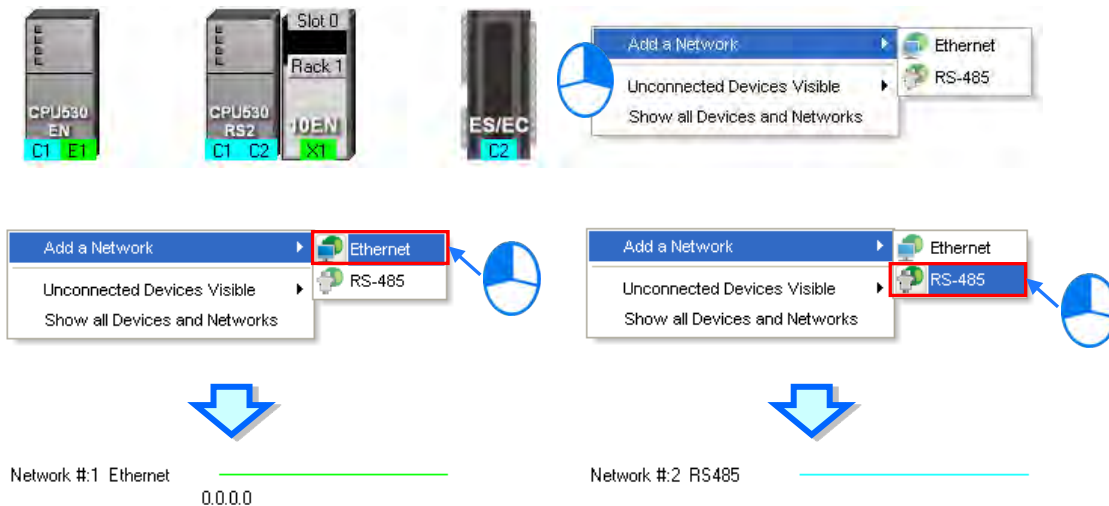 Slot 0
Rack 1
CPU530
EN
C1 E1
CPU530
RS2
C1 C2
10EN
X1
ES/EC
C2
Add a Network
Ethernet
RS-485
Unconnected Devices Visible
Show all Devices and Networks
Add a Network
Ethernet
RS-485
Unconnected Devices Visible
Show all Devices and Networks
Add a Network
Ethernet
RS-485
Unconnected Devices Visible
Show all Devices and Networks
Network #:1 Ethernet
0.0.0.0
Network #:2 RS485